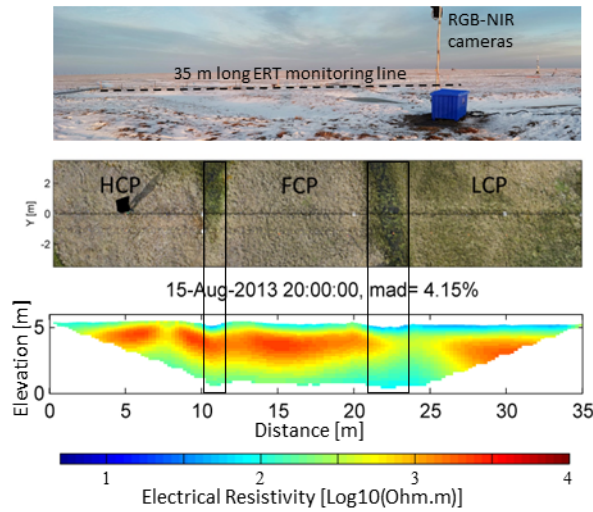 RGB-NIR
cameras
35 m long ERT monitoring line
HCP
FCP
LCP
Y [m]
2
0
-2
15-Aug-2013 20:00:00, mad= 4.15%
Elevation [m]
5
0
0 5 10 15 20 25 30 35
Distance [m]
1 2 3 4
Electrical Resistivity [Log10(Ohm.m)]